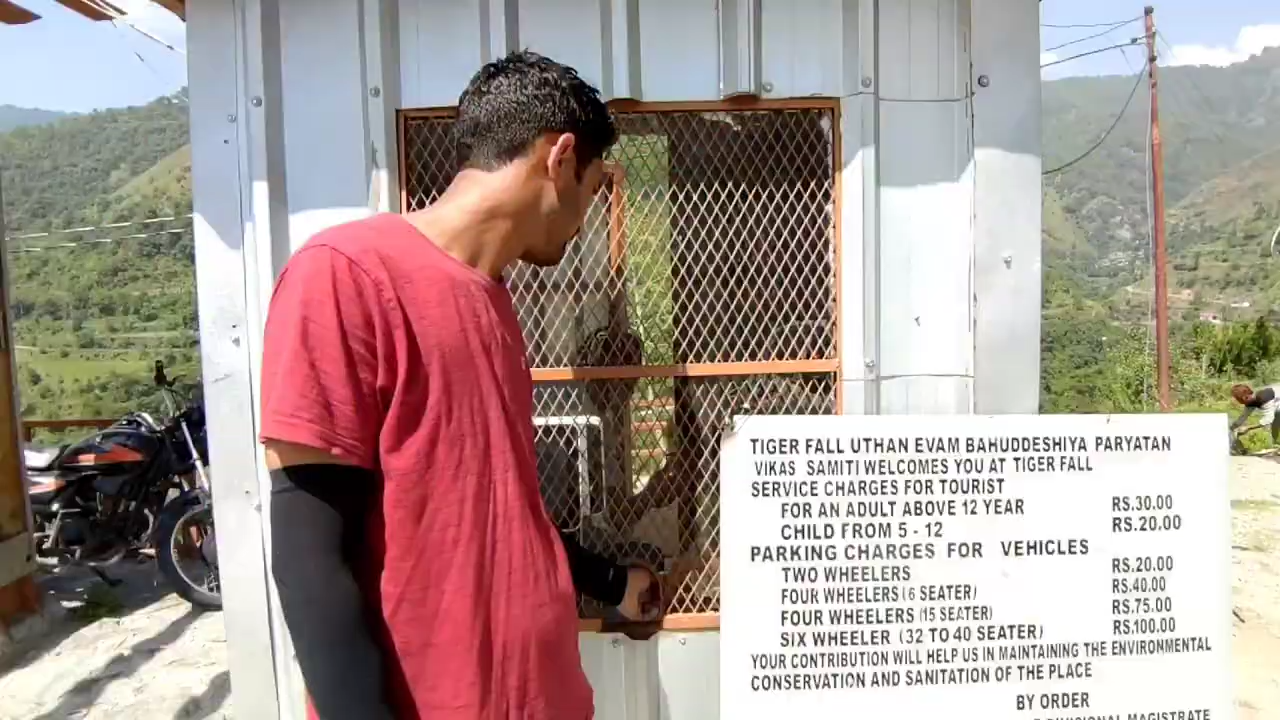 TIGER FALL UTHAN EVAM BAHUDDESHIYA PARYATAN
VIKAS SAMITI WELCOMES YOU AT TIGER FALL
SERVICE CHARGES FOR TOURIST
FOR AN ADULT ABOVE 12 YEAR RS.30.00
CHILD FROM 5 - 12 RS.20.00
PARKING CHARGES FOR VEHICLES
TWO WHEELERS RS.20.00
FOUR WHEELERS (6 SEATER) RS.40.00
FOUR WHEELERS (15 SEATER) RS.75.00
SIX WHEELER (32 TO 40 SEATER) RS.100.00
YOUR CONTRIBUTION WILL HELP US IN MAINTAINING THE ENVIRONMENTAL
CONSERVATION AND SANITATION OF THE PLACE
BY ORDER
DIVISIONAL MAGISTRATE